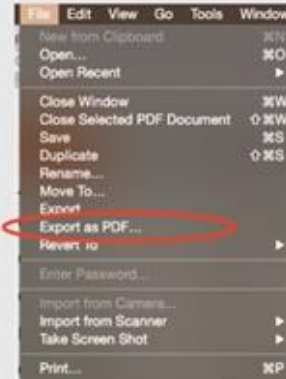 File Edit View Go Tools Window
New from Clipboard ⌘N
Open... ⌘O
Open Recent ▶
Close Window ⌘W
Close Selected PDF Document ⇧⌘W
Save ⌘S
Duplicate ⇧⌘S
Rename...
Move To...
Export...
Export as PDF...
Revert To ▶
Enter Password...
Import from Camera...
Import from Scanner ▶
Take Screen Shot ▶
Print... ⌘P